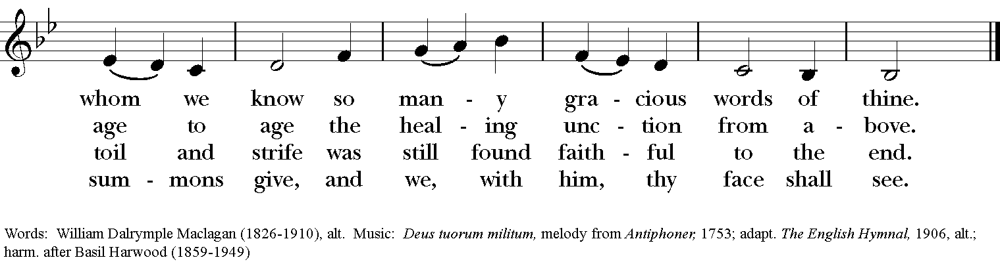 whom we know so man - y gra - cious words of thine.
age to age the heal - ing unc - tion from a - bove.
toil and strife was still found faith - ful to the end.
sum - mons give, and we, with him, thy face shall see.
Words: William Dalrymple Maclagan (1826-1910), alt. Music: Deus tuorum militum, melody from Antiphoner, 1753; adapt. The English Hymnal, 1906, alt.;
harm. after Basil Harwood (1859-1949)